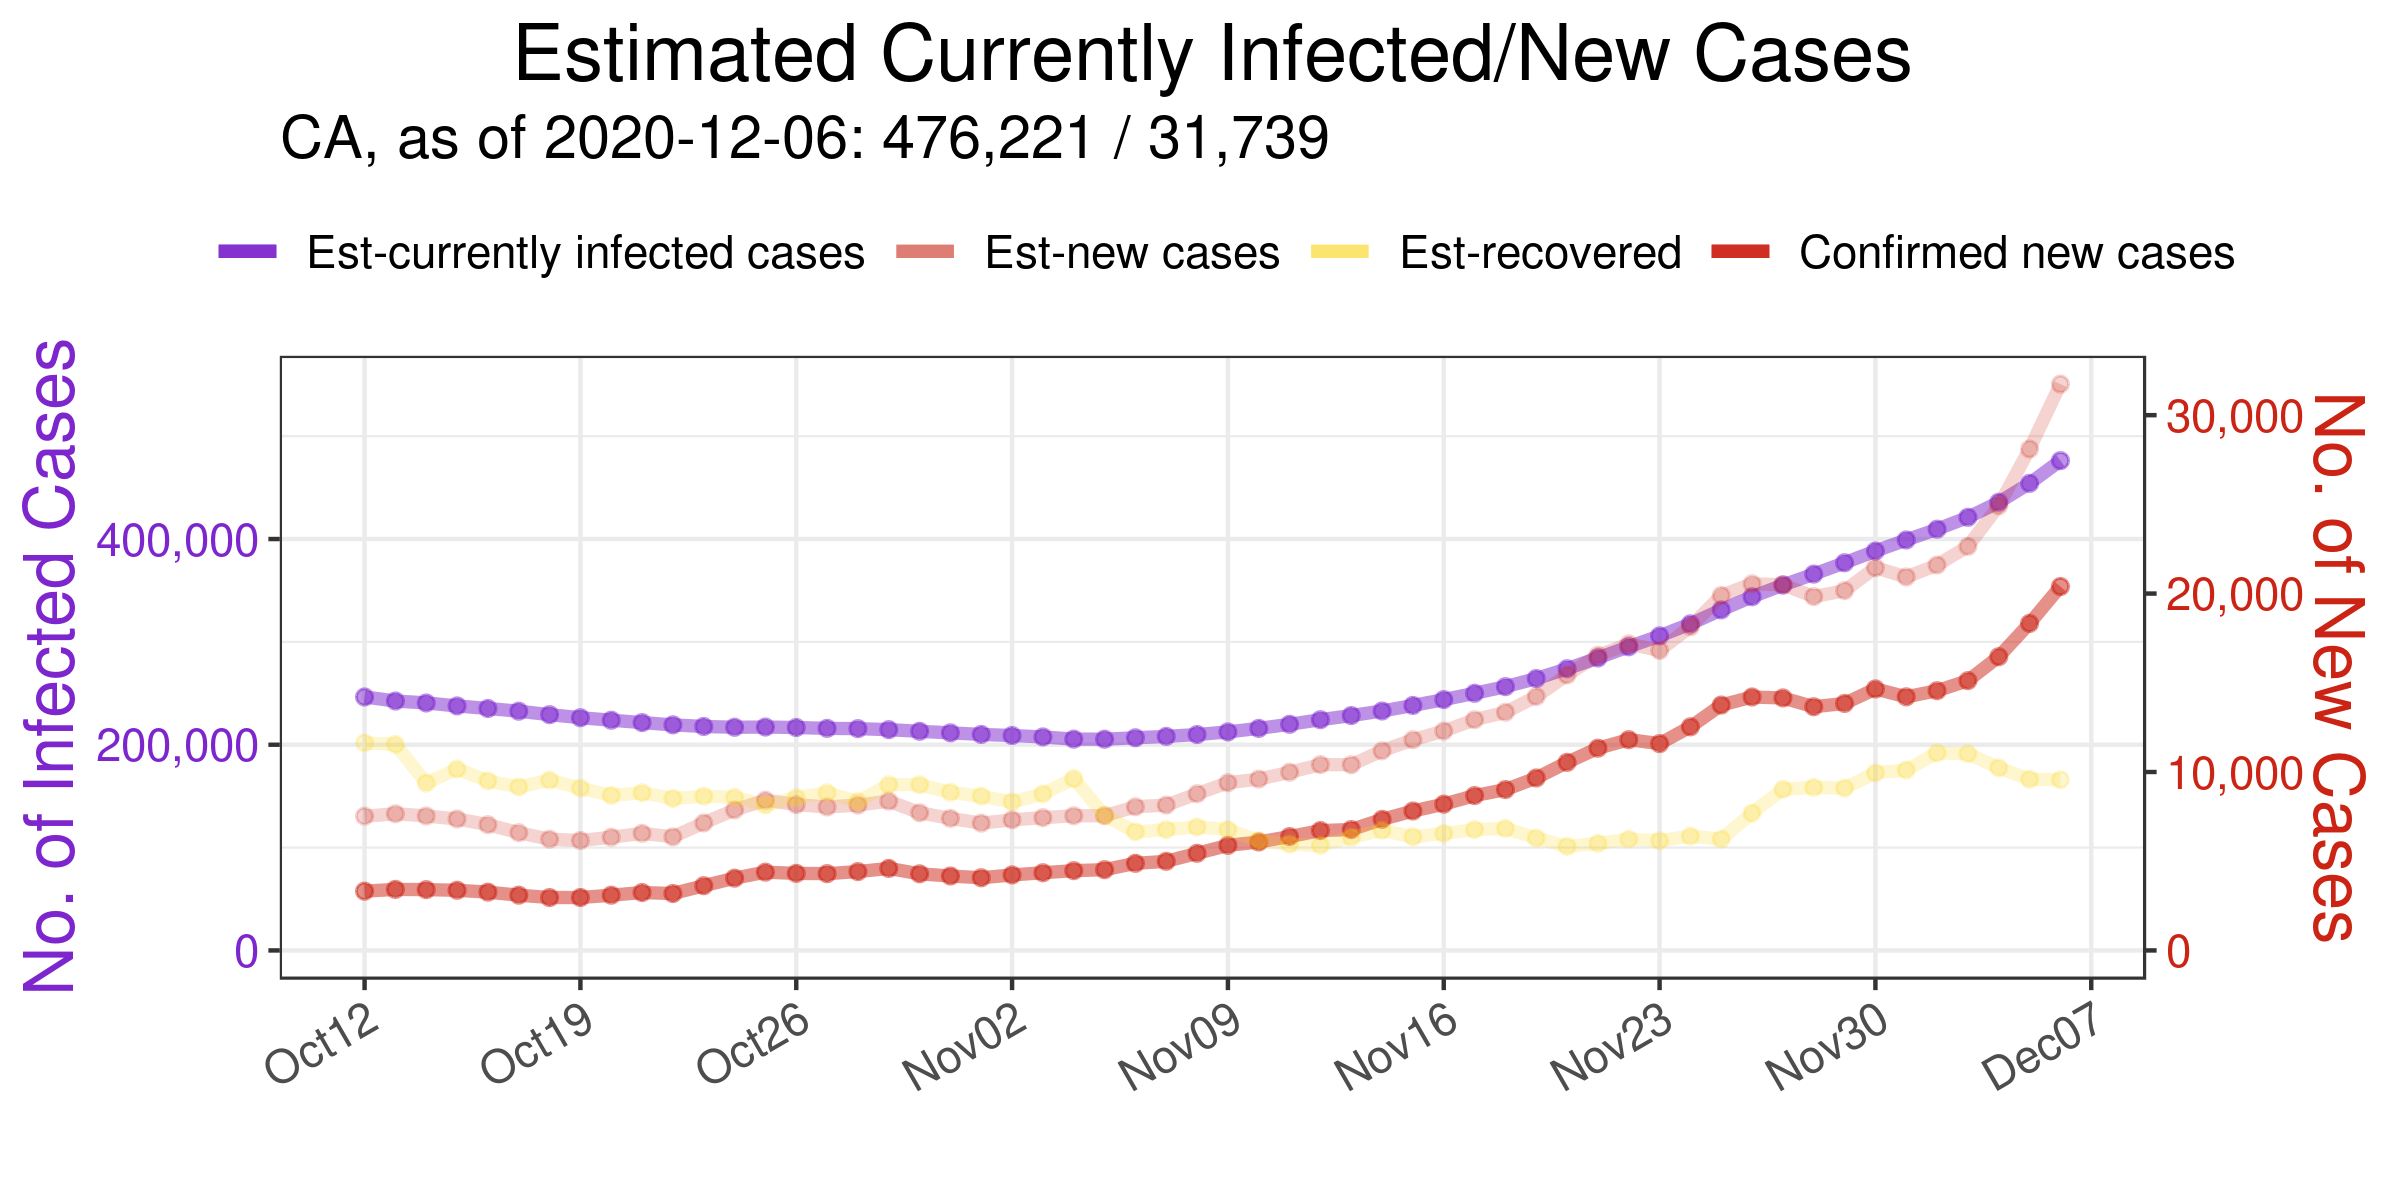 Estimated Currently Infected/New Cases
CA, as of 2020-12-06: 476,221 / 31,739
Est-currently infected cases Est-new cases Est-recovered Confirmed new cases
No. of Infected Cases
400,000
200,000
0
30,000
20,000
10,000
0
No. of New Cases
Oct12 Oct19 Oct26 Nov02 Nov09 Nov16 Nov23 Nov30 Dec07